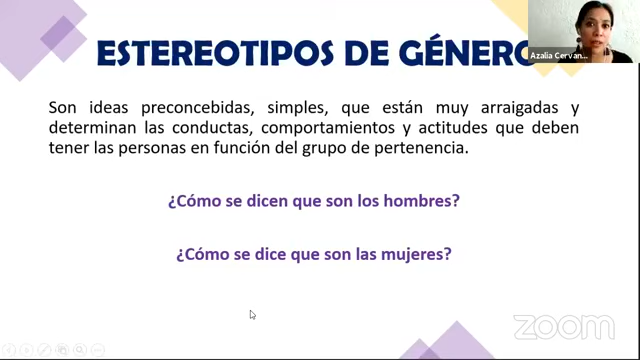 ESTEREOTIPOS DE GÉNERO
Azalia Cervan...
Son ideas preconcebidas, simples, que están muy arraigadas y
determinan las conductas, comportamientos y actitudes que deben
tener las personas en función del grupo de pertenencia.
¿Cómo se dicen que son los hombres?
¿Cómo se dice que son las mujeres?
zoom